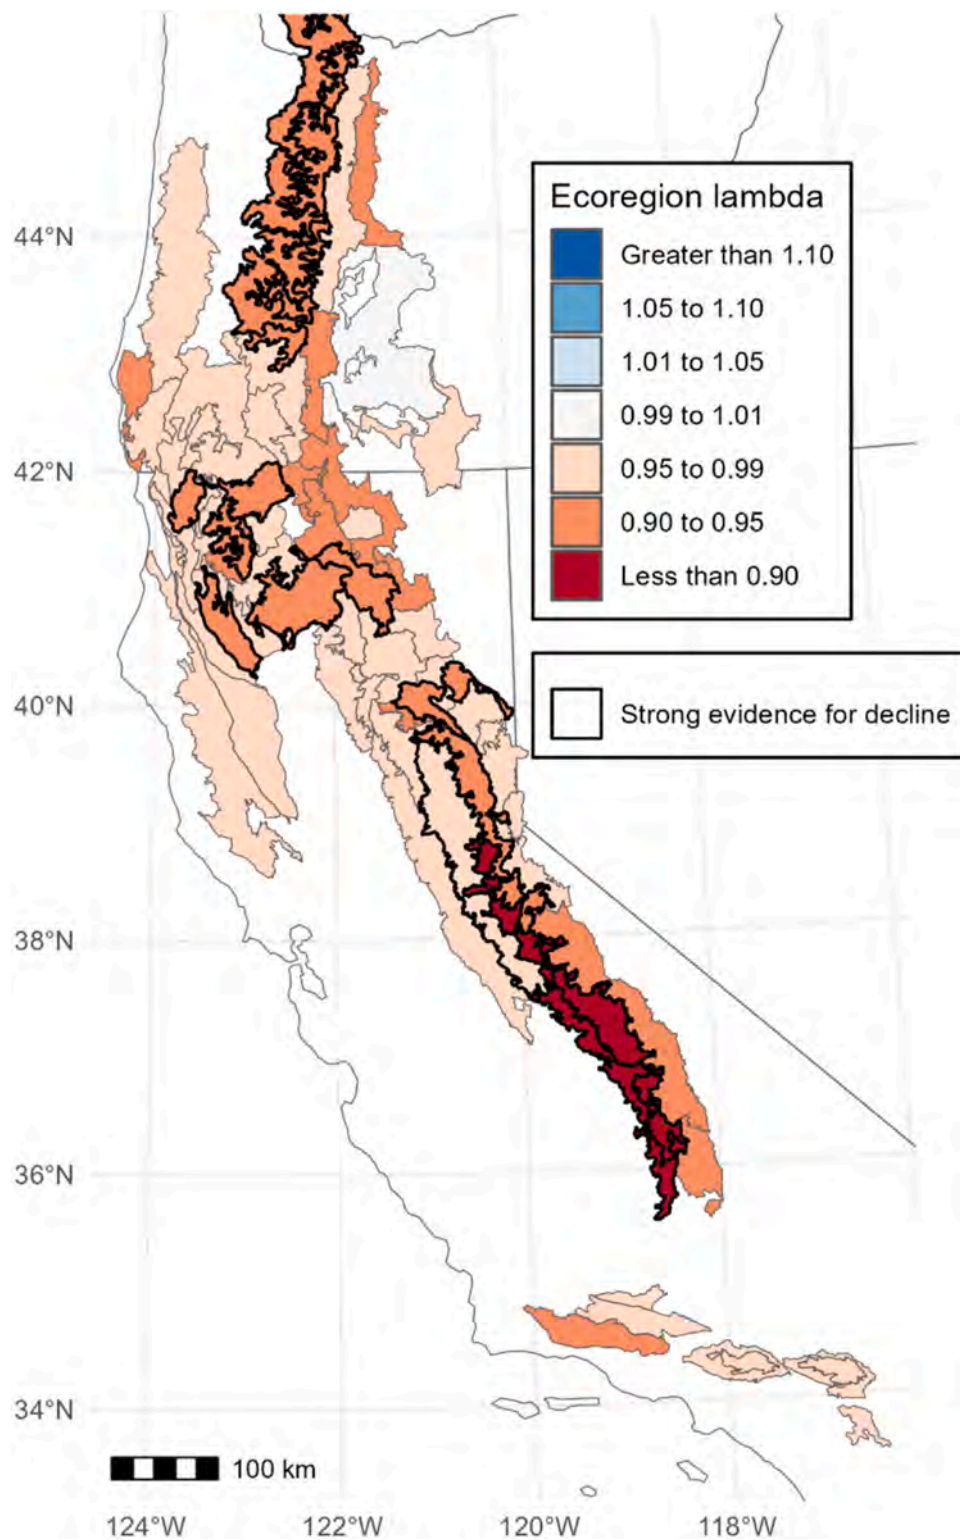 Ecoregion lambda
Greater than 1.10
1.05 to 1.10
1.01 to 1.05
0.99 to 1.01
0.95 to 0.99
0.90 to 0.95
Less than 0.90
Strong evidence for decline
44°N
42°N
40°N
38°N
36°N
34°N
100 km
124°W
122°W
120°W
118°W